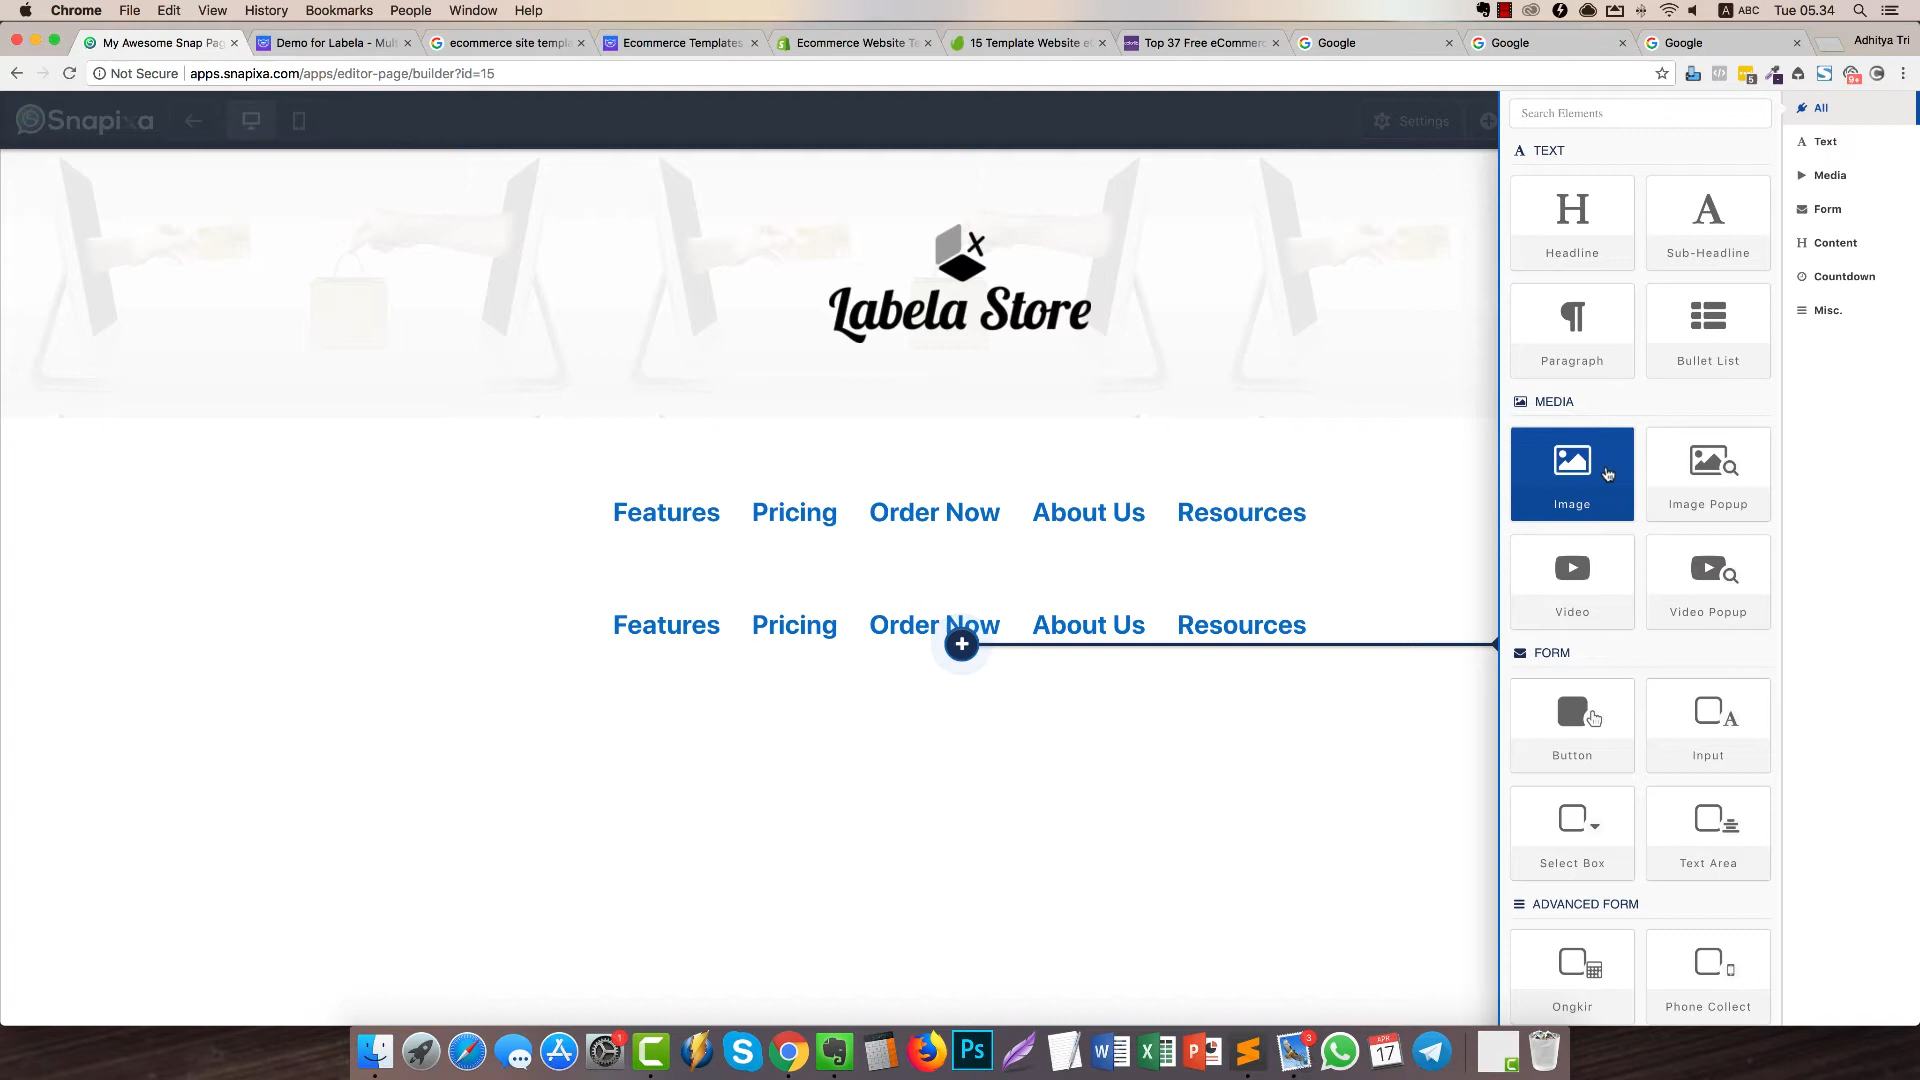 Chrome File Edit View History Bookmarks People Window Help
A ABC Tue 05.34
My Awesome Snap Pag
Demo for Labela - Mult
ecommerce site templa
Ecommerce Templates
Ecommerce Website Te
15 Template Website eC
Top 37 Free eCommerc
Google
Google
Google
Adhitya Tri
Not Secure apps.snapixa.com/apps/editor-page/builder?id=15
Snapixa
Settings
Labela Store
Features Pricing Order Now About Us Resources
Features Pricing Order Now About Us Resources
Search Elements
TEXT
Headline
Sub-Headline
Paragraph
Bullet List
MEDIA
Image
Image Popup
Video
Video Popup
FORM
Button
Input
Select Box
Text Area
ADVANCED FORM
Ongkir
Phone Collect
All
Text
Media
Form
Content
Countdown
Misc.